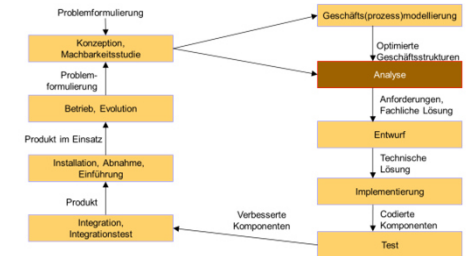 Problemformulierung
Konzeption,
Machbarkeitsstudie
Problem-
formulierung
Betrieb, Evolution
Produkt im Einsatz
Installation, Abnahme,
Einführung
Produkt
Integration,
Integrationstest
Verbesserte
Komponenten
Geschäfts(prozess)modellierung
Optimierte
Geschäftsstrukturen
Analyse
Anforderungen,
Fachliche Lösung
Entwurf
Technische
Lösung
Implementierung
Codierte
Komponenten
Test